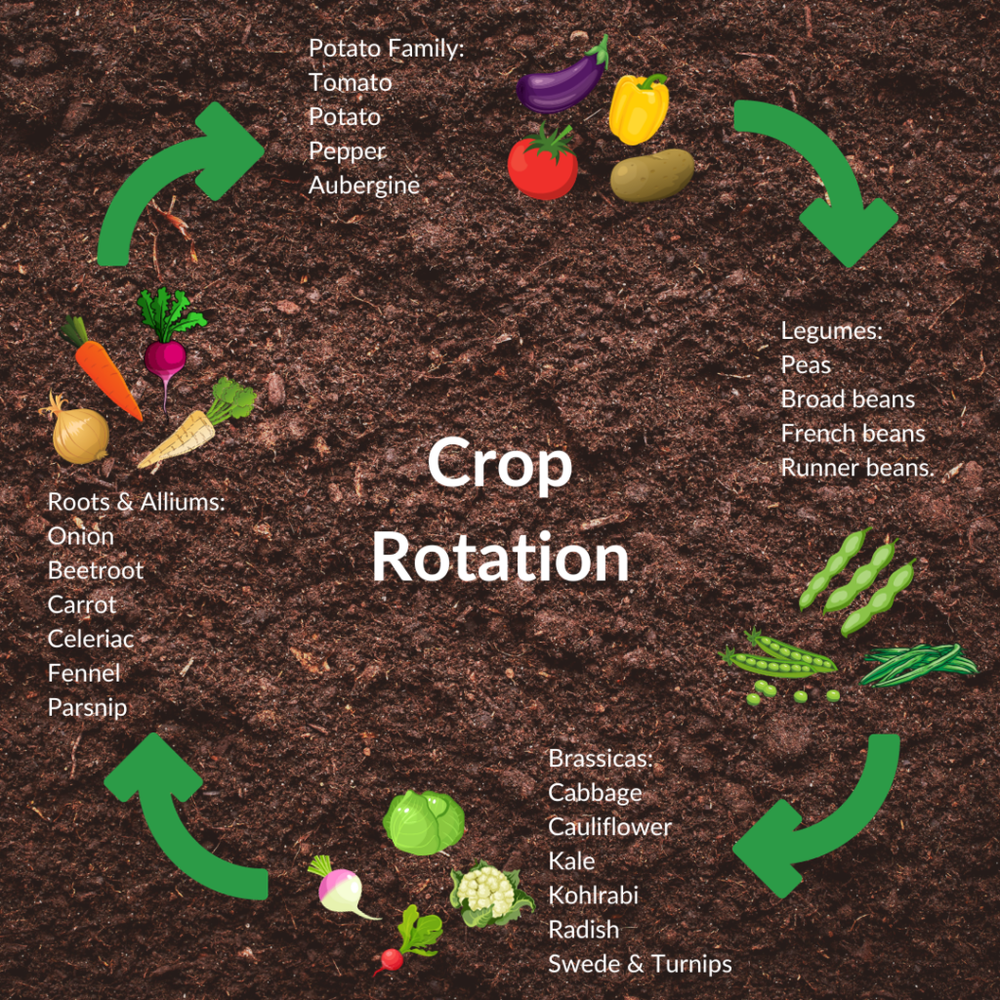 Potato Family:
Tomato
Potato
Pepper
Aubergine
Legumes:
Peas
Broad beans
French beans
Runner beans.
Crop
Rotation
Roots & Alliums:
Onion
Beetroot
Carrot
Celeriac
Fennel
Parsnip
Brassicas:
Cabbage
Cauliflower
Kale
Kohlrabi
Radish
Swede & Turnips